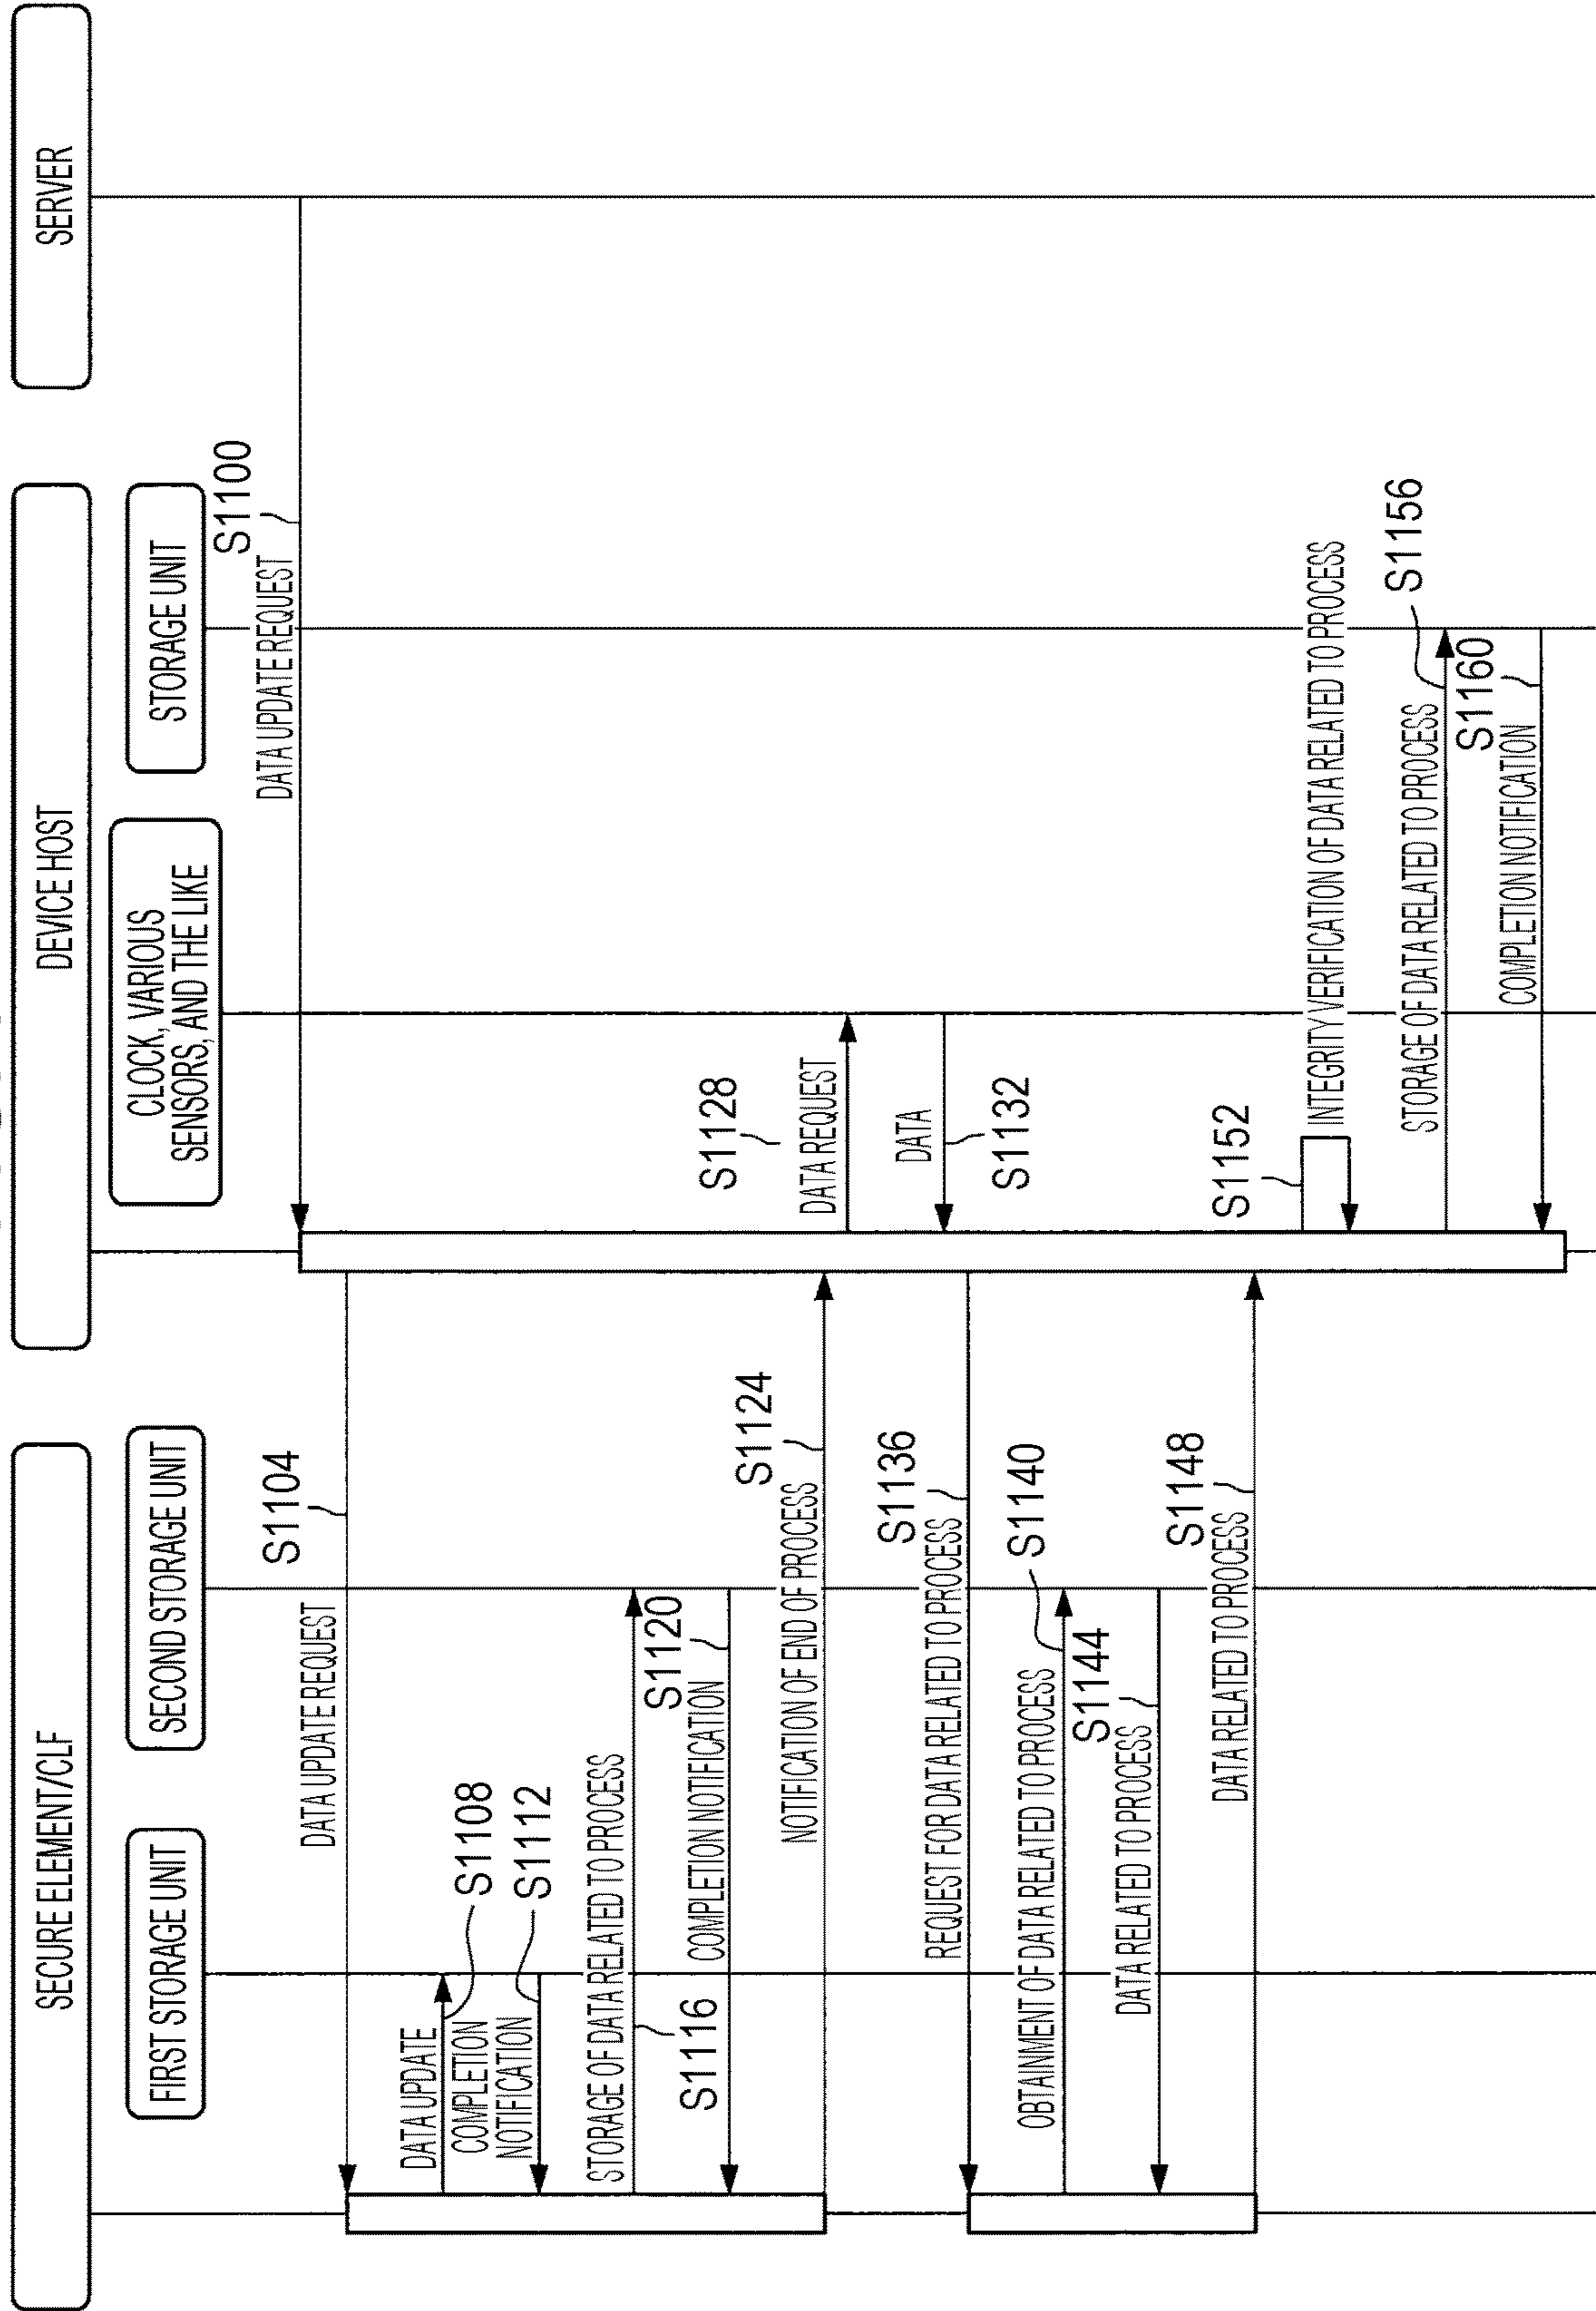 SECURE ELEMENT/CLF
DEVICE HOST
SERVER
FIRST STORAGE UNIT
SECOND STORAGE UNIT
CLOCK, VARIOUS
SENSORS, AND THE LIKE
STORAGE UNIT
DATA UPDATE REQUEST
S1100
DATA UPDATE REQUEST
S1104
DATA UPDATE
S1108
COMPLETION
NOTIFICATION
S1112
STORAGE OF DATA RELATED TO PROCESS
S1116
COMPLETION NOTIFICATION
S1120
NOTIFICATION OF END OF PROCESS
S1124
S1128
DATA REQUEST
DATA
S1132
REQUEST FOR DATA RELATED TO PROCESS
S1136
OBTAINMENT OF DATA RELATED TO PROCESS
S1140
DATA RELATED TO PROCESS
S1144
DATA RELATED TO PROCESS
S1148
S1152
INTEGRITY VERIFICATION OF DATA RELATED TO PROCESS
STORAGE OF DATA RELATED TO PROCESS
S1156
COMPLETION NOTIFICATION
S1160